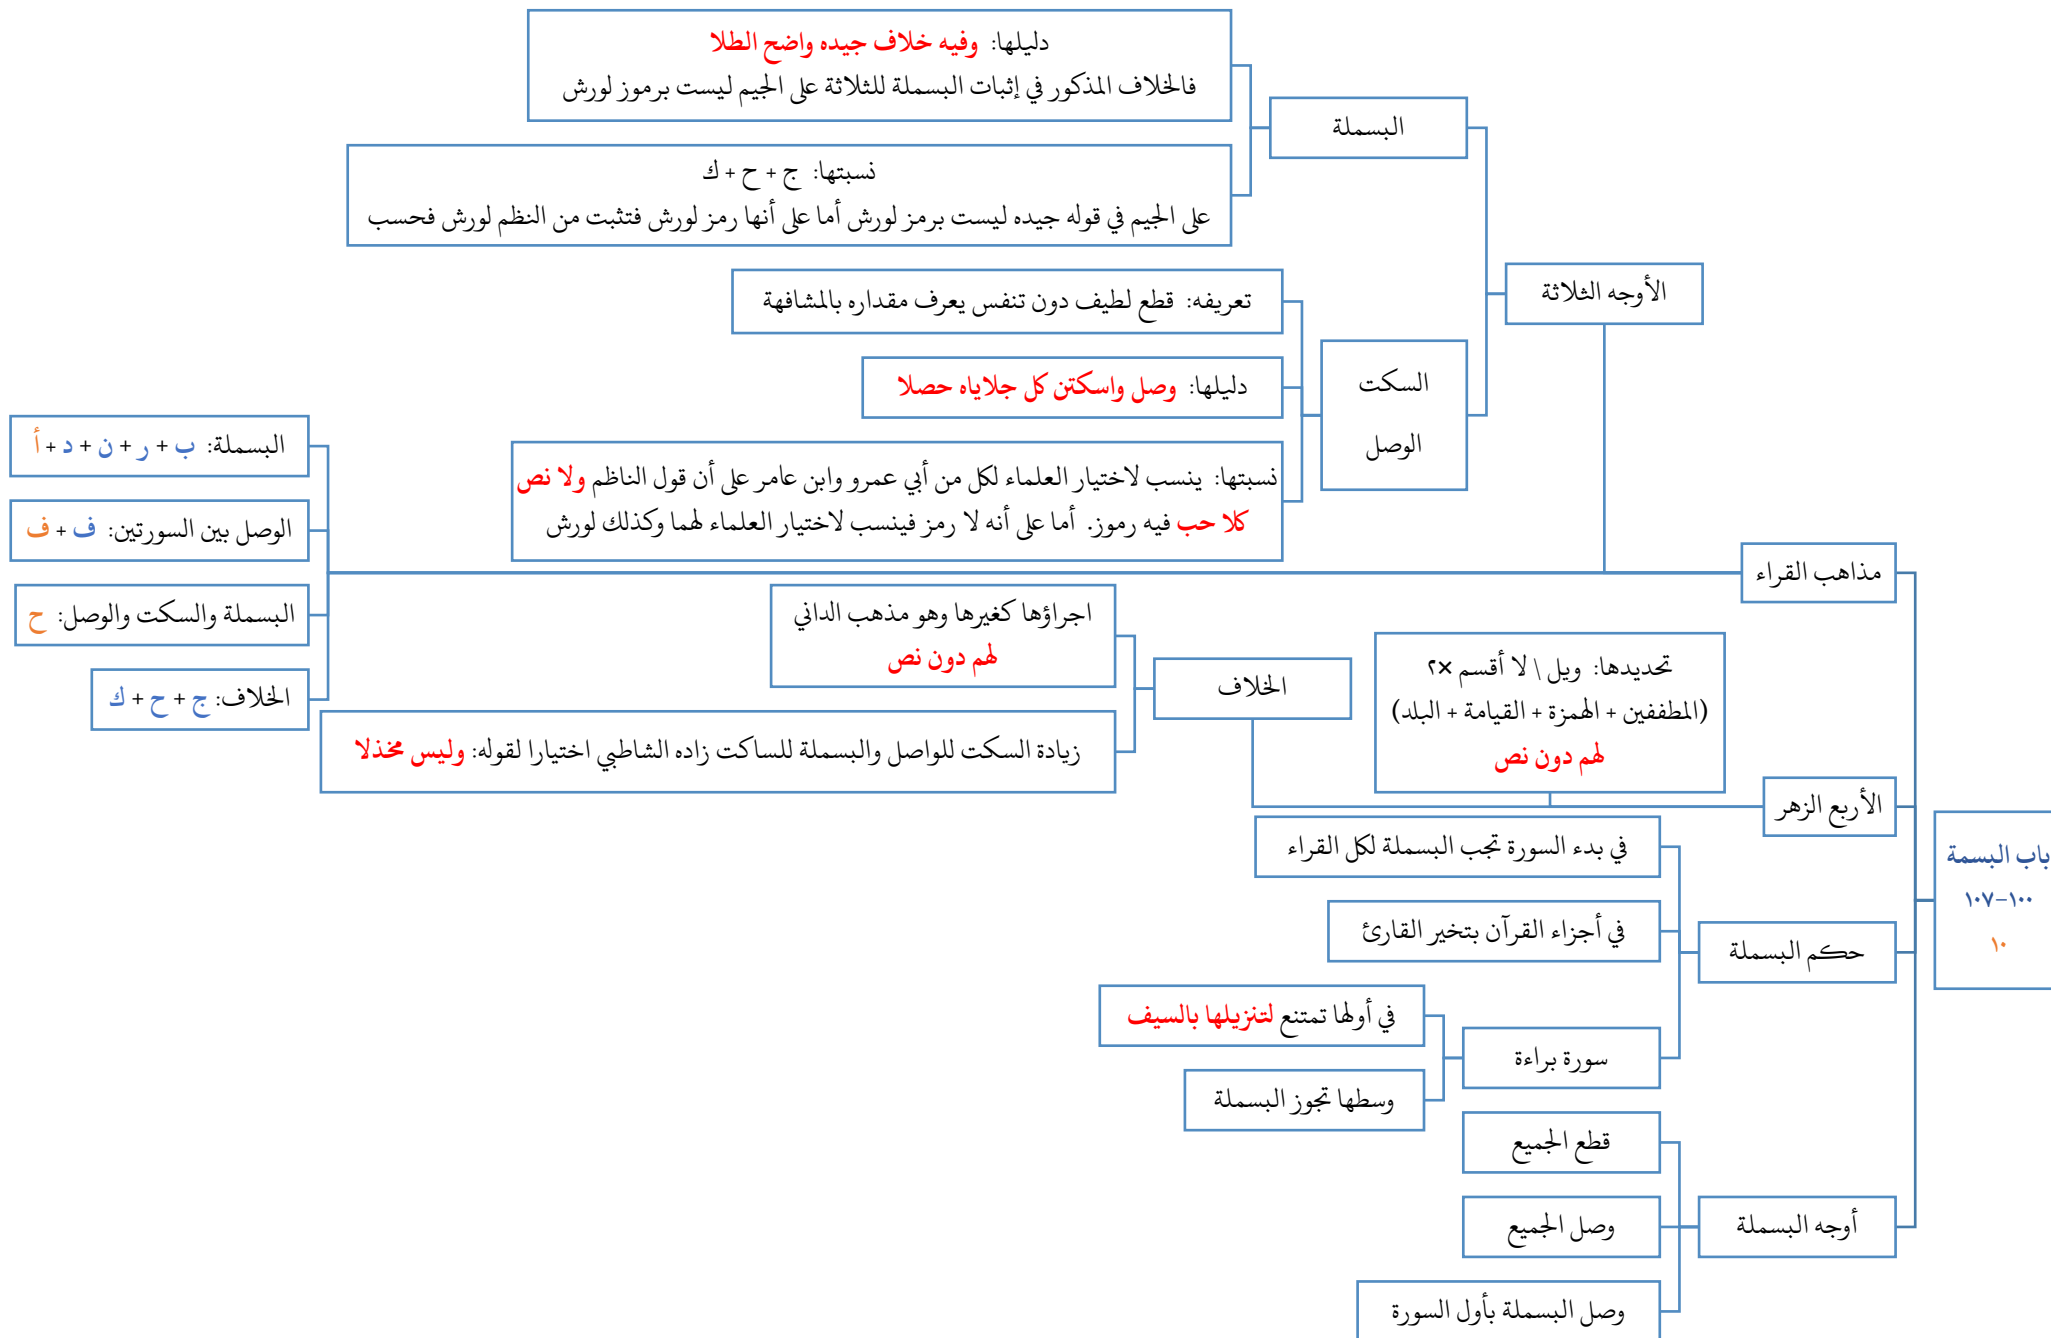 باب البسمة
١٠٠-١٠٧
١٠
مذاهب القراء
الأوجه الثلاثة
البسملة
دليلها: وفيه خلاف جيده واضح الطلا
فالخلاف المذكور في إثبات البسملة للثلاثة على الجيم ليست برموز لورش
نسبتها: ج + ح + ك
على الجيم في قوله جيده ليست برمز لورش أما على أنها رمز لورش فتثبت من النظم لورش فحسب
السكت
الوصل
تعريفه: قطع لطيف دون تنفس يعرف مقداره بالمشافهة
دليلها: وصل واسكتن كل جلاياه حصلا
نسبتها: ينسب لاختيار العلماء لكل من أبي عمرو وابن عامر على أن قول الناظم ولا نص
كلا حب فيه رموز. أما على أنه لا رمز فينسب لاختيار العلماء لهما وكذلك لورش
البسملة: ب + ر + ن + د + أ
الوصل بين السورتين: ف + ف
البسملة والسكت والوصل: ح
الخلاف: ج + ح + ك
الأربع الزهر
تحديدها: ويل \ لا أقسم ×٢
(المطففين + الهمزة + القيامة + البلد)
لهم دون نص
الخلاف
اجراؤها كغيرها وهو مذهب الداني
لهم دون نص
زيادة السكت للواصل والبسملة للساكت زاده الشاطبي اختيارا لقوله: وليس مخذلا
حكم البسملة
في بدء السورة تجب البسملة لكل القراء
في أجزاء القرآن بتخير القارئ
سورة براءة
في أولها تمتنع لتنزيلها بالسيف
وسطها تجوز البسملة
أوجه البسملة
قطع الجميع
وصل الجميع
وصل البسملة بأول السورة